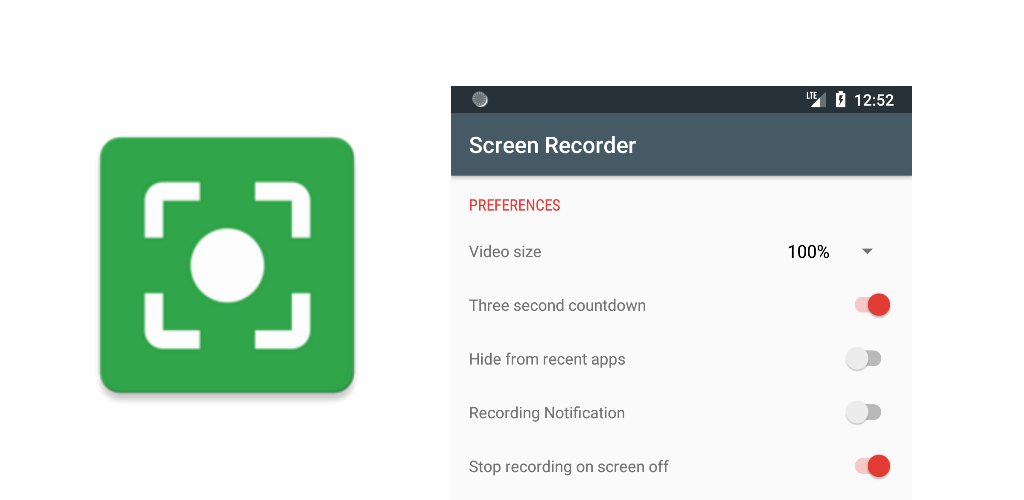 LTE 12:52
Screen Recorder
PREFERENCES
Video size 100%
Three second countdown
Hide from recent apps
Recording Notification
Stop recording on screen off